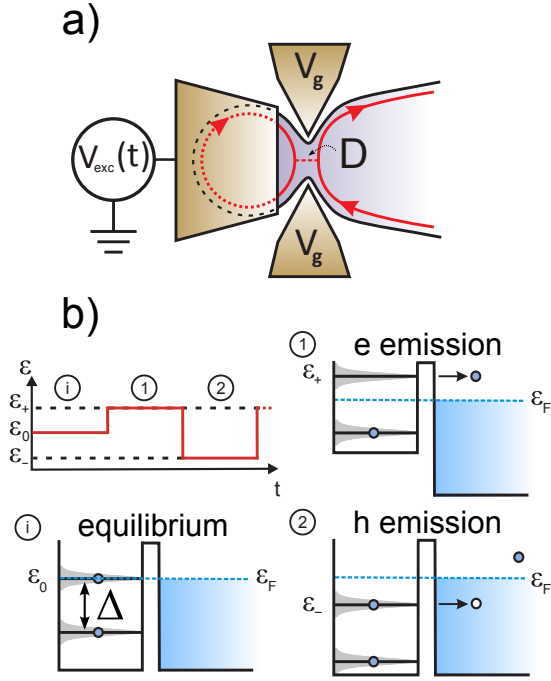 a)
V_g
V_exc(t)
D
V_g
b)
ε
i 1 2
ε_+
ε_0
ε_-
t
1 e emission
ε_+
ε_F
i equilibrium
ε_0
Δ
ε_F
2 h emission
ε_F
ε_-